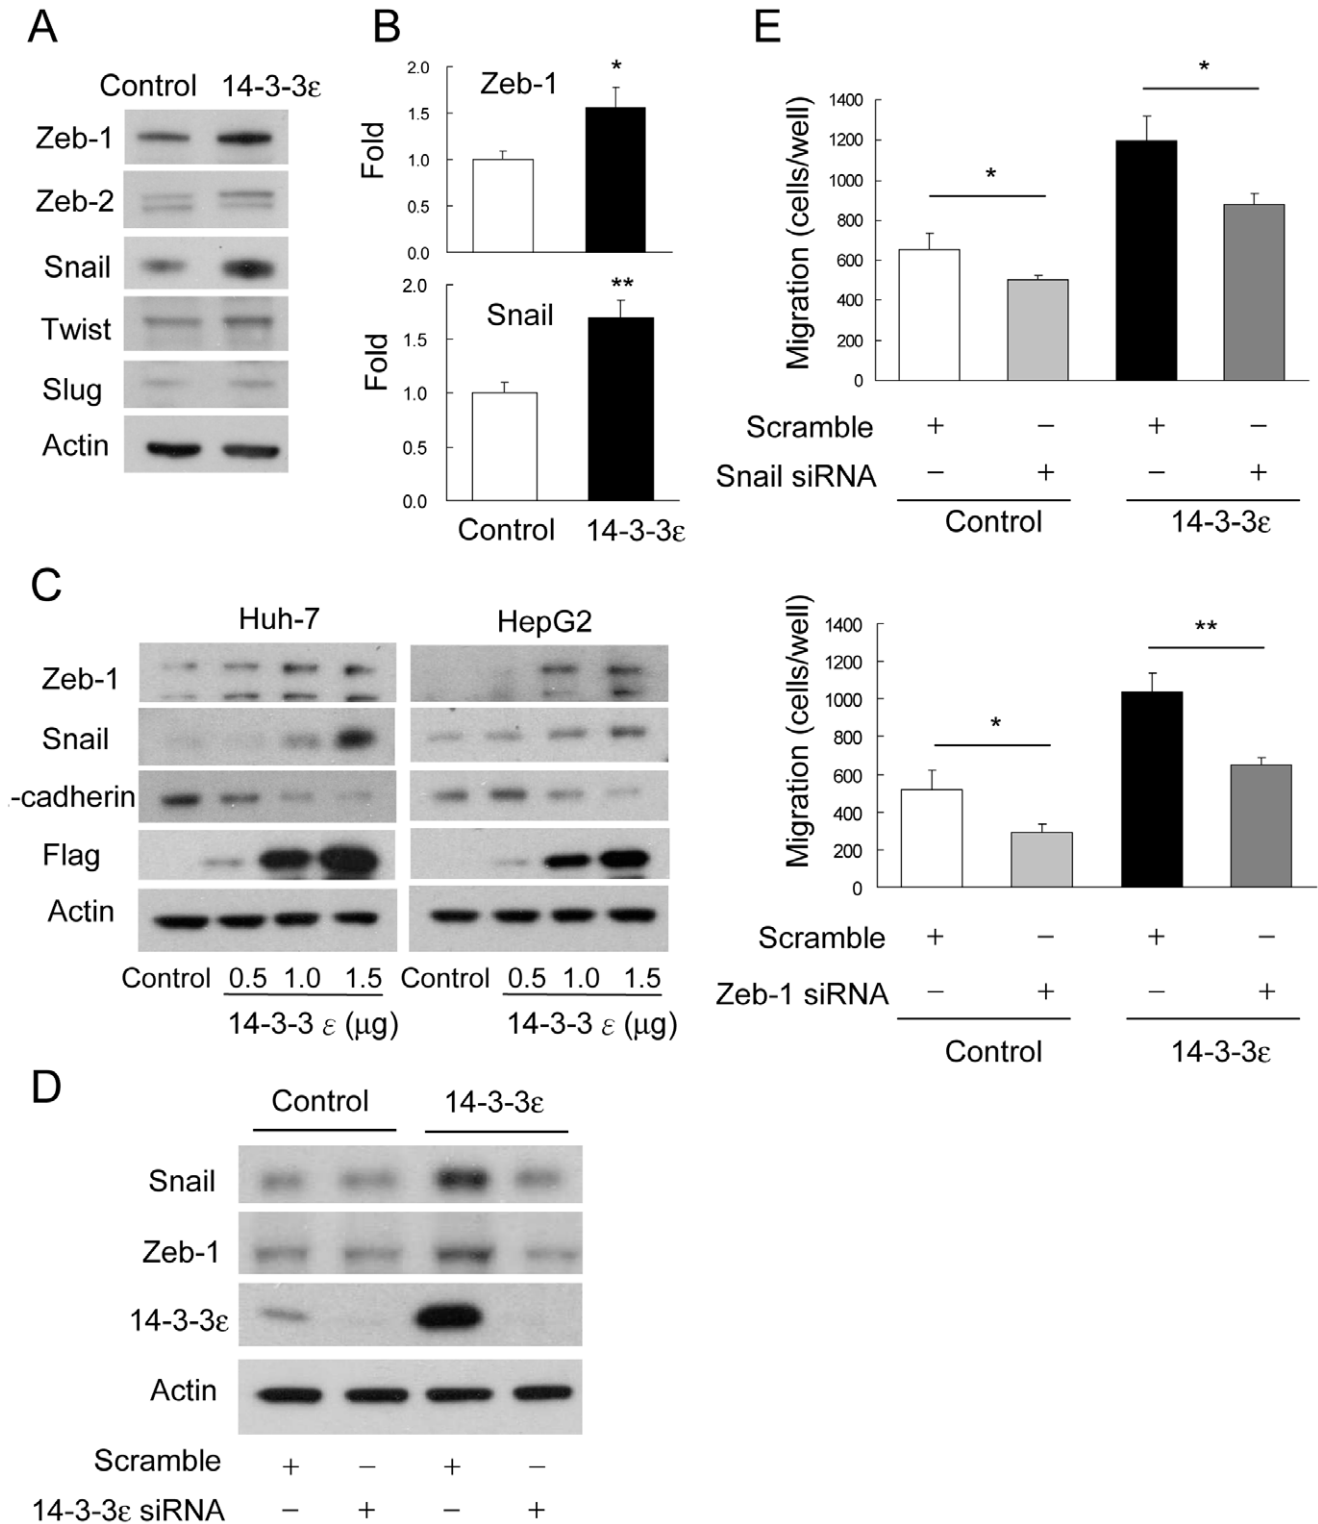 A
Control 14-3-3ε
Zeb-1
Zeb-2
Snail
Twist
Slug
Actin
B
2.0
1.5
1.0
0.5
0.0
Fold
Zeb-1
*
2.0
1.5
1.0
0.5
0.0
Fold
Snail
**
Control 14-3-3ε
C
Huh-7 HepG2
Zeb-1
Snail
-cadherin
Flag
Actin
Control 0.5 1.0 1.5 Control 0.5 1.0 1.5
14-3-3 ε (μg) 14-3-3 ε (μg)
D
Control 14-3-3ε
Snail
Zeb-1
14-3-3ε
Actin
Scramble + − + −
14-3-3ε siRNA − + − +
E
Migration (cells/well)
1400
1200
1000
800
600
400
200
0
* *
Scramble + − + −
Snail siRNA − + − +
Control 14-3-3ε
Migration (cells/well)
1400
1200
1000
800
600
400
200
0
* **
Scramble + − + −
Zeb-1 siRNA − + − +
Control 14-3-3ε